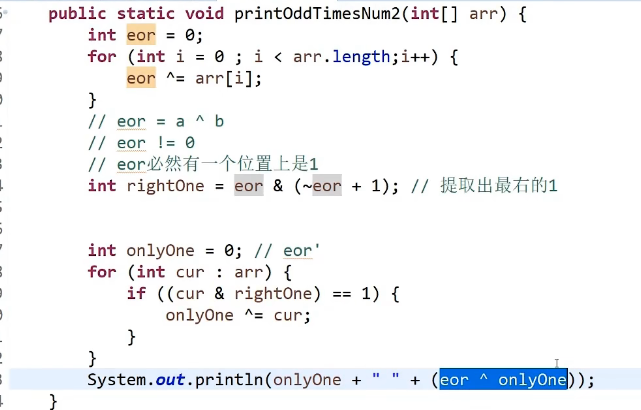 public static void printOddTimesNum2(int[] arr) {
int eor = 0;
for (int i = 0 ; i < arr.length;i++) {
eor ^= arr[i];
}
// eor = a ^ b
// eor != 0
// eor必然有一个位置上是1
int rightOne = eor & (~eor + 1); // 提取出最右的1
int onlyOne = 0; // eor'
for (int cur : arr) {
if ((cur & rightOne) == 1) {
onlyOne ^= cur;
}
}
System.out.println(onlyOne + " " + (eor ^ onlyOne));
}